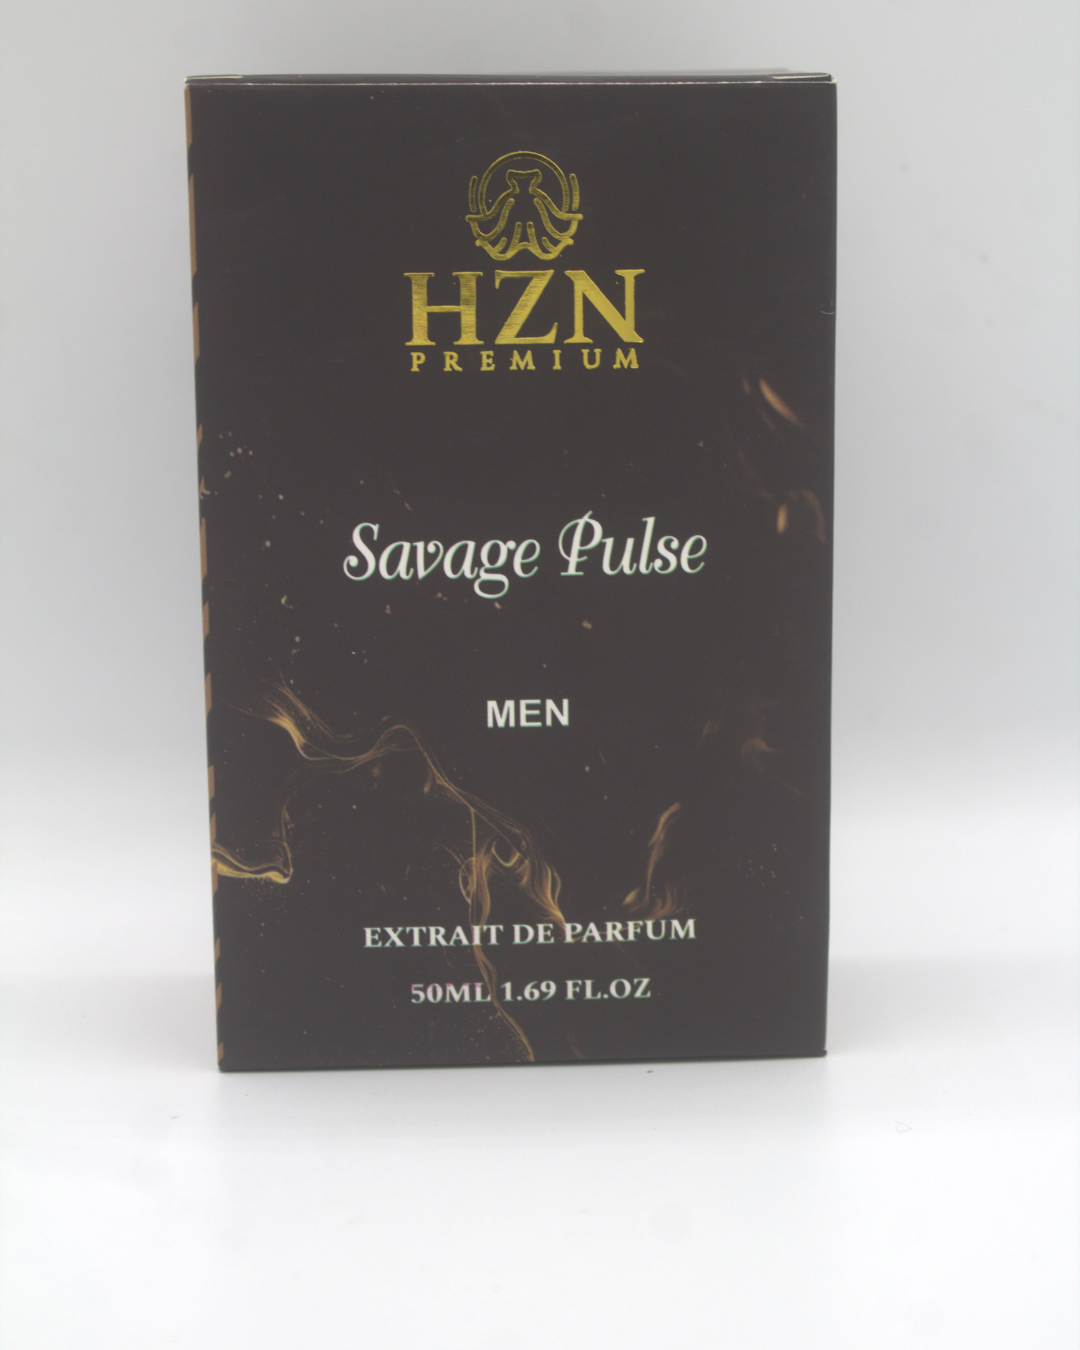 HZN
PREMIUM
Savage Pulse
MEN
EXTRAIT DE PARFUM
50ML 1.69 FL.OZ